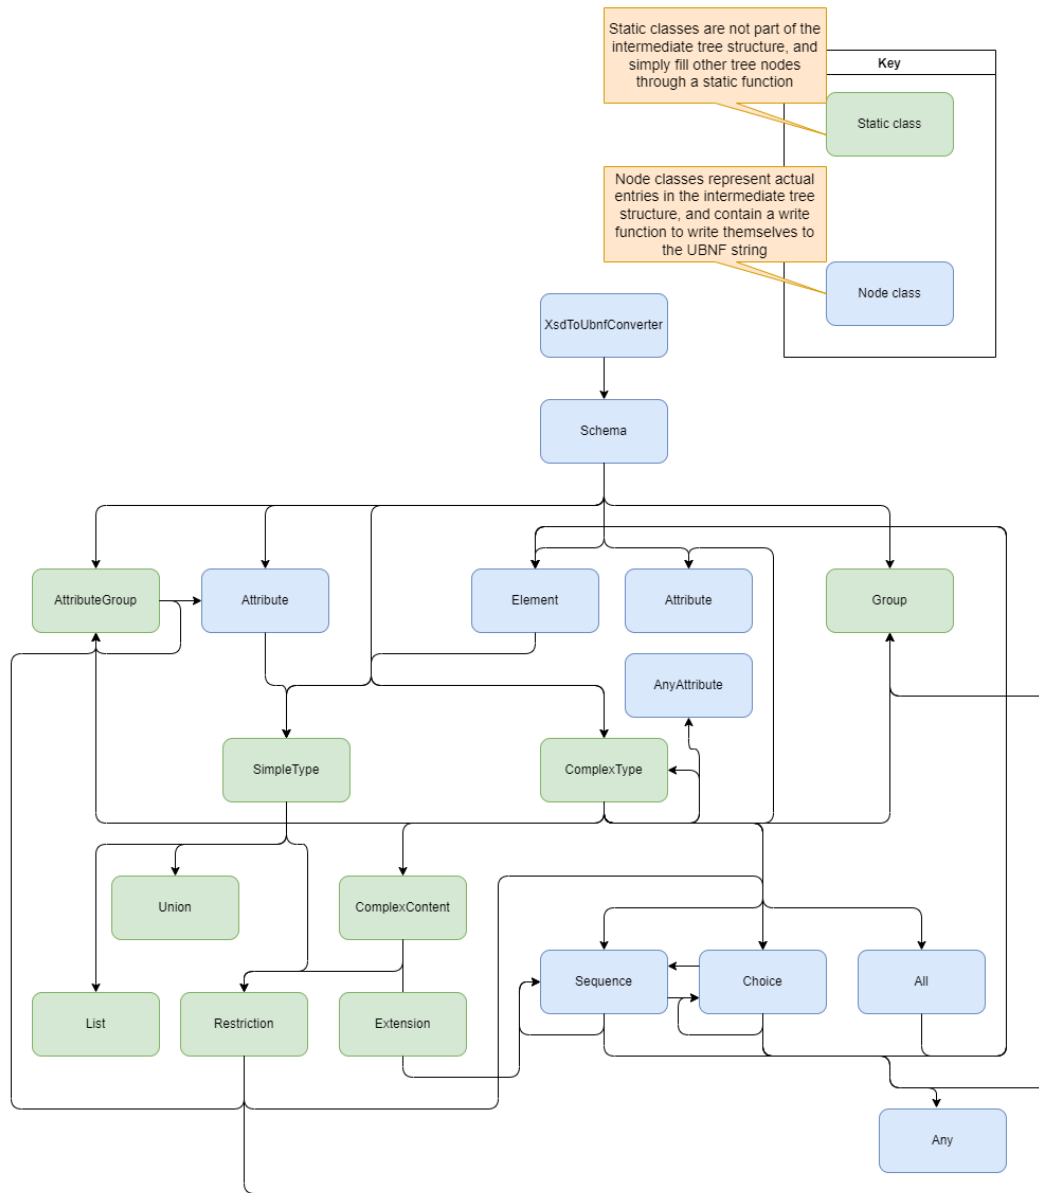 Static classes are not part of the
intermediate tree structure, and
simply fill other tree nodes
through a static function
Key
Static class
Node classes represent actual
entries in the intermediate tree
structure, and contain a write
function to write themselves to
the UBNF string
Node class
XsdToUbnfConverter
Schema
AttributeGroup
Attribute
Element
Attribute
Group
AnyAttribute
SimpleType
ComplexType
Union
ComplexContent
Sequence
Choice
All
List
Restriction
Extension
Any